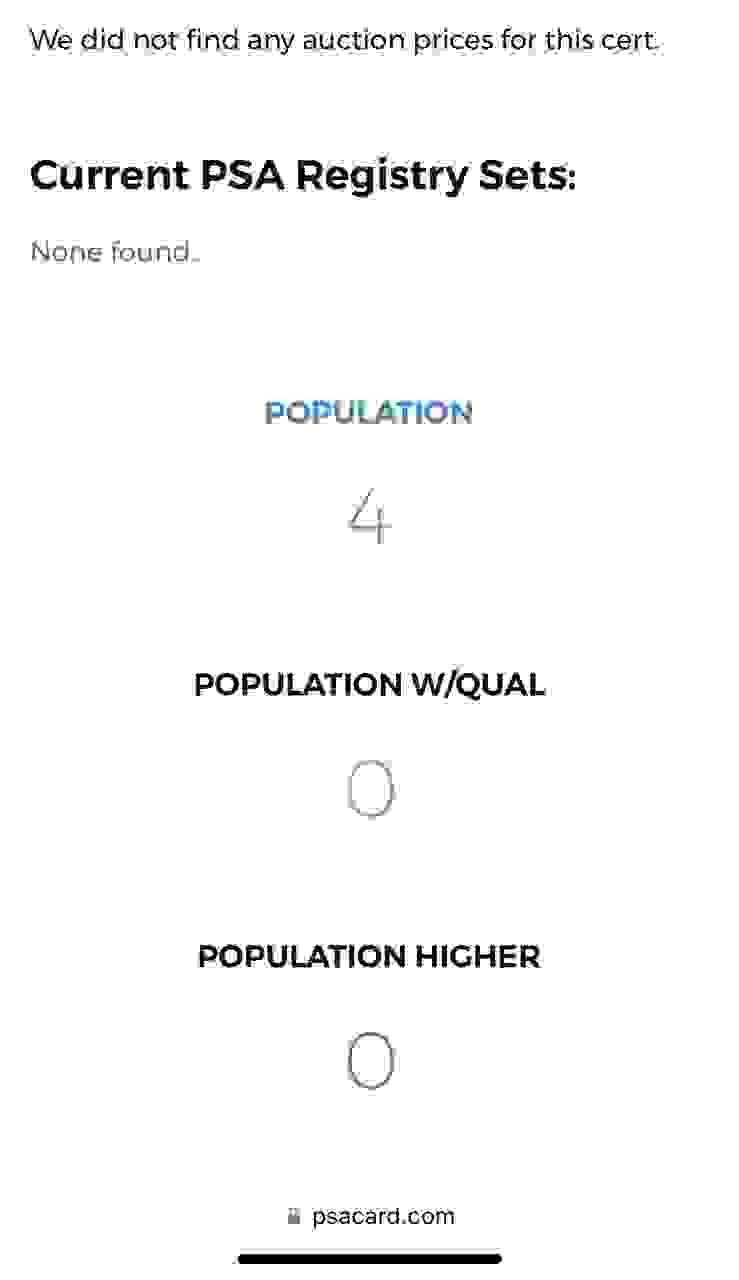 We did not find any auction prices for this cert.
Current PSA Registry Sets:
None found.
POPULATION
4
POPULATION W/QUAL
0
POPULATION HIGHER
0
psacard.com